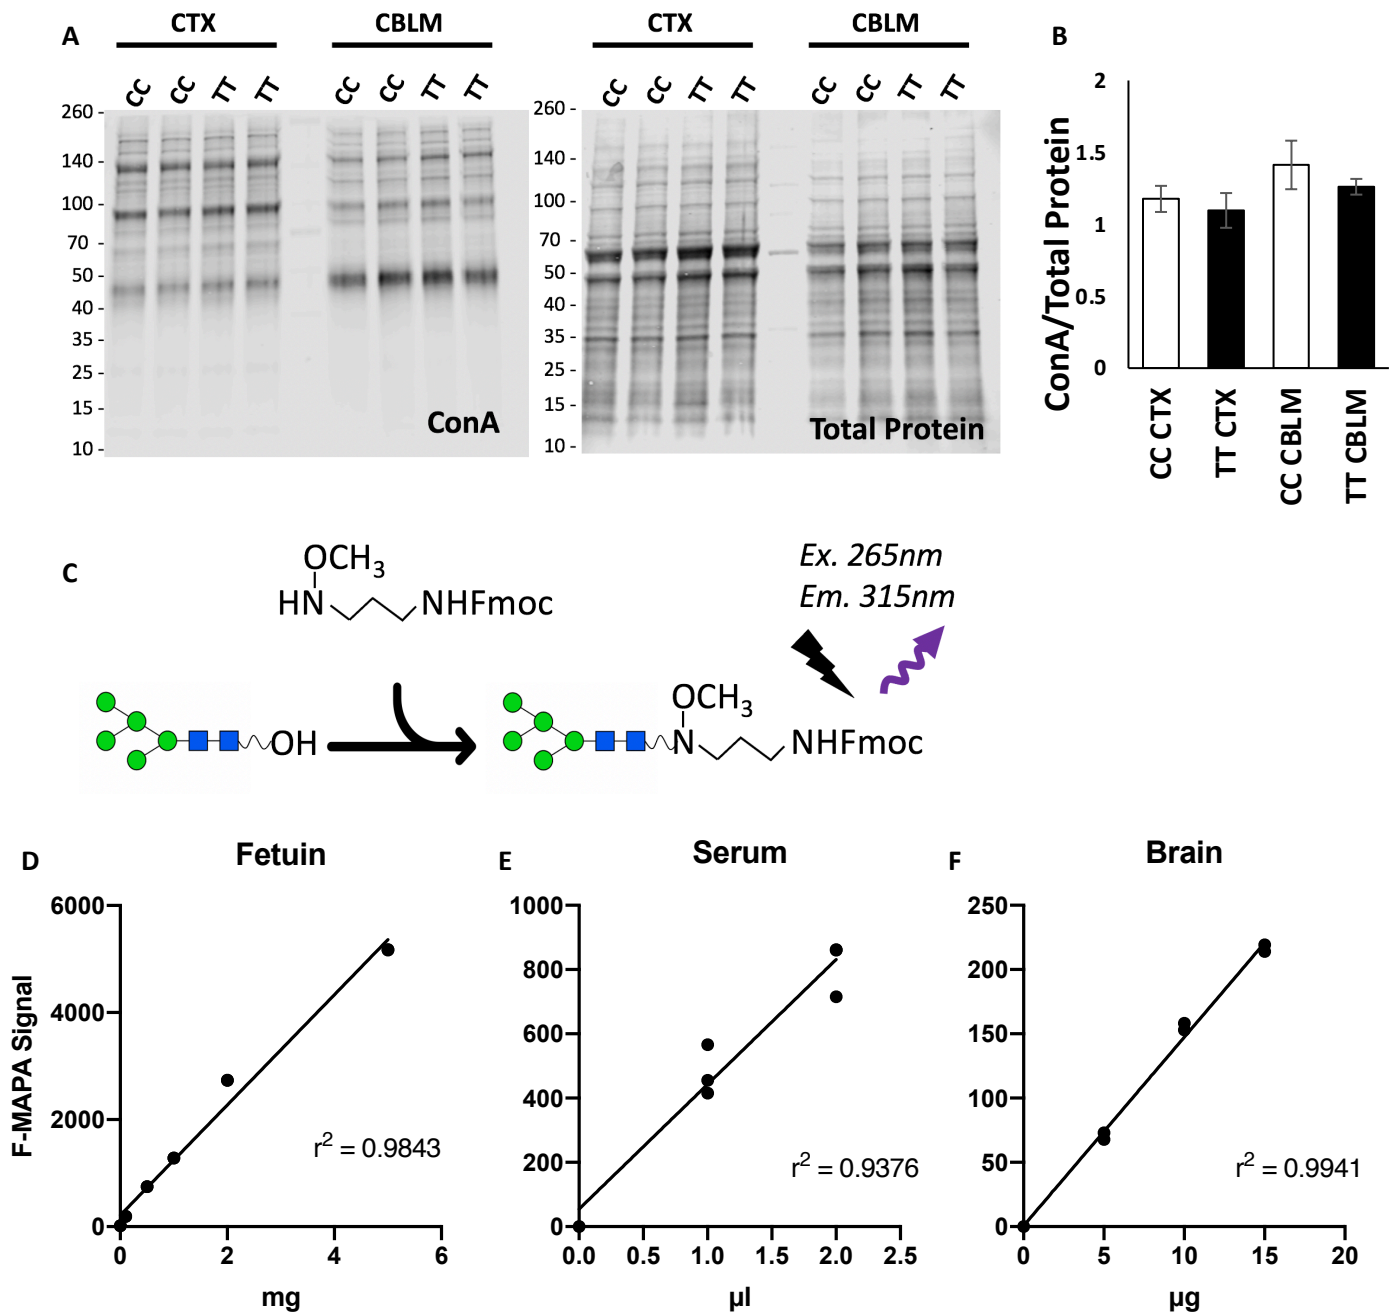 A
CTX
CBLM
CTX
CBLM
B
CC
CC
TT
TT
CC
CC
TT
TT
CC
CC
TT
TT
CC
CC
TT
TT
260 -
140 -
100 -
70 -
50 -
40 -
35 -
25 -
15 -
10 -
ConA
260 -
140 -
100 -
70 -
50 -
40 -
35 -
25 -
15 -
10 -
Total Protein
ConA/Total Protein
2
1.5
1
0.5
0
CC CTX
TT CTX
CC CBLM
TT CBLM
C
OCH3
HN
NHFmoc
Ex. 265nm
Em. 315nm
OH
OCH3
N
NHFmoc
D
Fetuin
F-MAPA Signal
6000
4000
2000
0
r2 = 0.9843
0
2
4
6
mg
E
Serum
1000
800
600
400
200
0
r2 = 0.9376
0.0
0.5
1.0
1.5
2.0
2.5
µl
F
Brain
250
200
150
100
50
0
r2 = 0.9941
0
5
10
15
20
µg